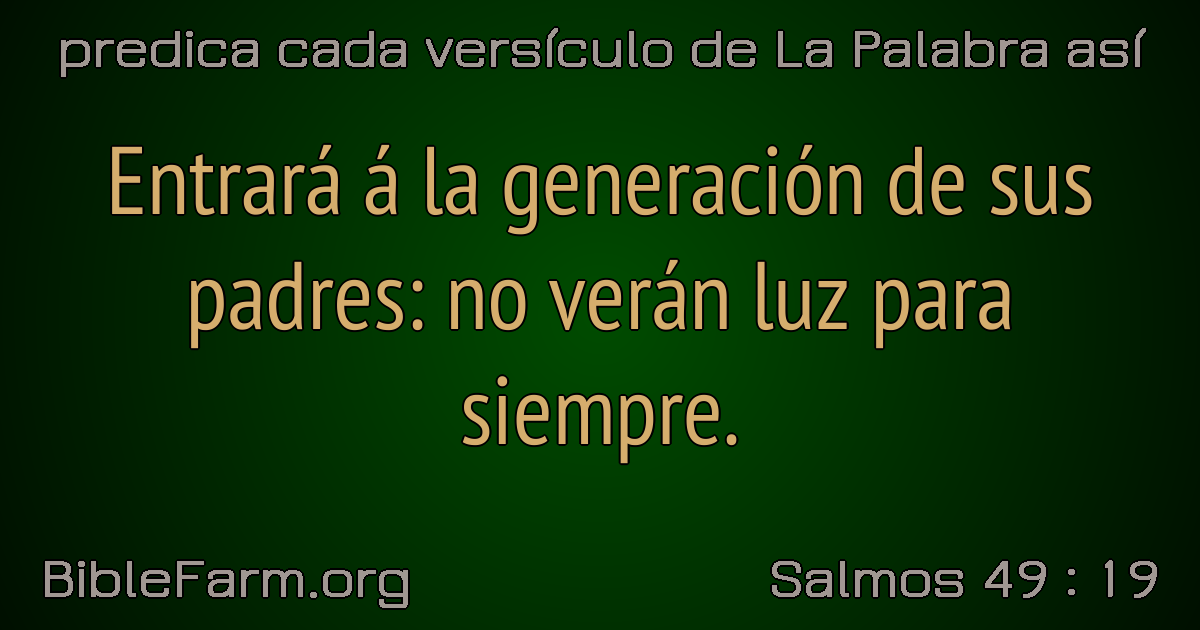 predica cada versículo de La Palabra así
Entrará á la generación de sus
padres: no verán luz para
siempre.
BibleFarm.org
Salmos 49 : 19